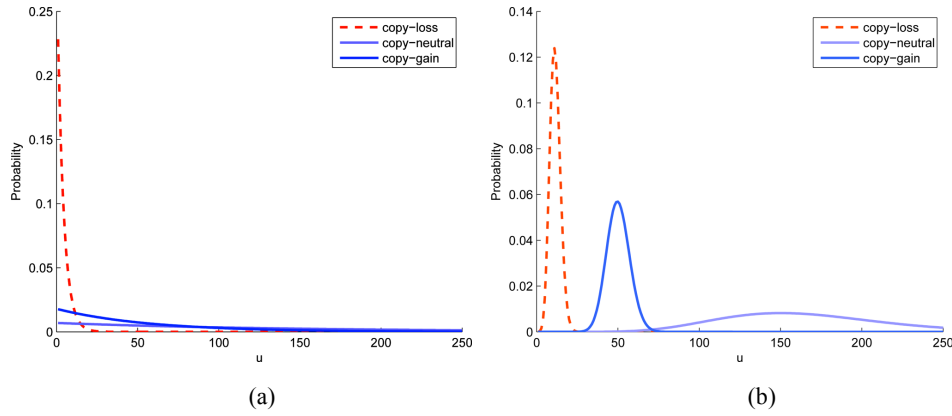 0.25
0.2
0.15
0.1
0.05
0
Probability
0 50 100 150 200 250
u
copy−loss
copy−neutral
copy−gain
(a)
0.14
0.12
0.1
0.08
0.06
0.04
0.02
0
Probability
0 50 100 150 200 250
u
copy−loss
copy−neutral
copy−gain
(b)